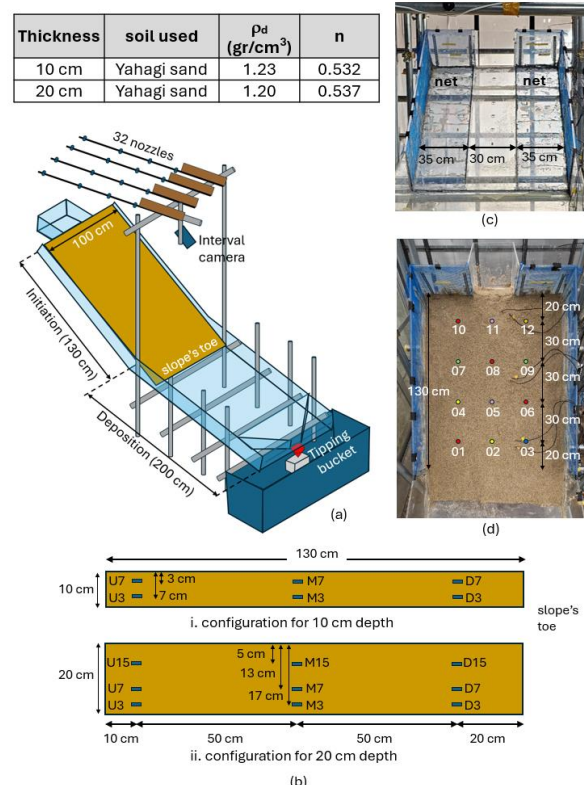 Thickness soil used ρd (gr/cm³) n
10 cm Yahagi sand 1.23 0.532
20 cm Yahagi sand 1.20 0.537
32 nozzles
Interval
camera
100 cm
Initiation (130 cm)
slope's toe
Deposition (200 cm)
Tipping
bucket
(a)
net net
35 cm 30 cm 35 cm
(c)
20 cm
10 11 12
30 cm
07 08 09
130 cm
30 cm
04 05 06
01 02 03
20 cm
(d)
130 cm
10 cm
U7 3 cm M7 D7
U3 7 cm M3 D3
i. configuration for 10 cm depth
slope's
toe
20 cm
U15 5 cm M15 D15
13 cm
U7 M7 D7
17 cm
U3 M3 D3
10 cm 50 cm 50 cm 20 cm
ii. configuration for 20 cm depth
(b)